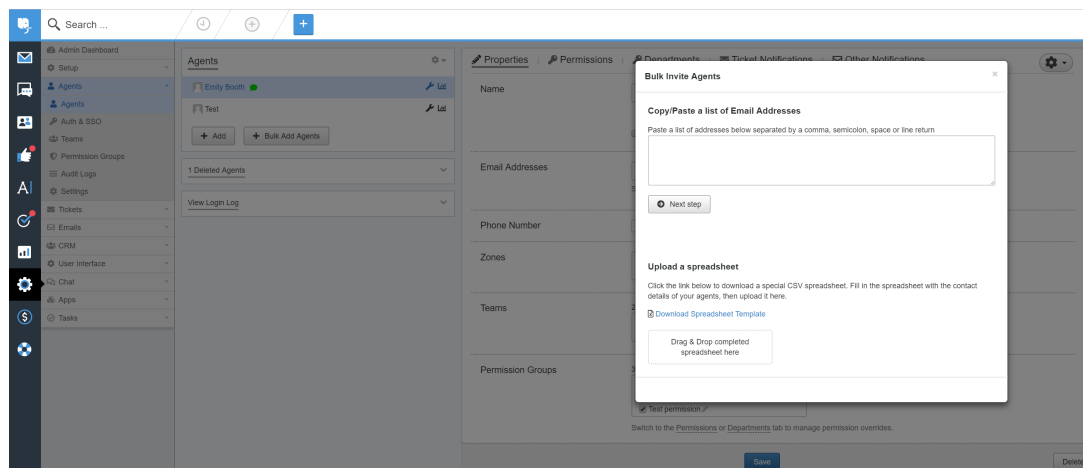 Search ...
Admin Dashboard
Setup
Agents
Agents
Auth & SSO
Teams
Permission Groups
Audit Logs
Settings
Tickets
Emails
CRM
User Interface
Chat
Apps
Tasks
Agents
Emily Booth
Test
+ Add
+ Bulk Add Agents
1 Deleted Agents
View Login Log
Properties
Permissions
Departments
Ticket Notifications
Other Notifications
Name
Email Addresses
Phone Number
Zones
Teams
Permission Groups
Bulk Invite Agents
×
Copy/Paste a list of Email Addresses
Paste a list of addresses below separated by a comma, semicolon, space or line return
Next step
Upload a spreadsheet
Click the link below to download a special CSV spreadsheet. Fill in the spreadsheet with the contact
details of your agents, then upload it here.
Download Spreadsheet Template
Drag & Drop completed
spreadsheet here
Test permission
Switch to the Permissions or Departments tab to manage permission overrides.
Save
Delete